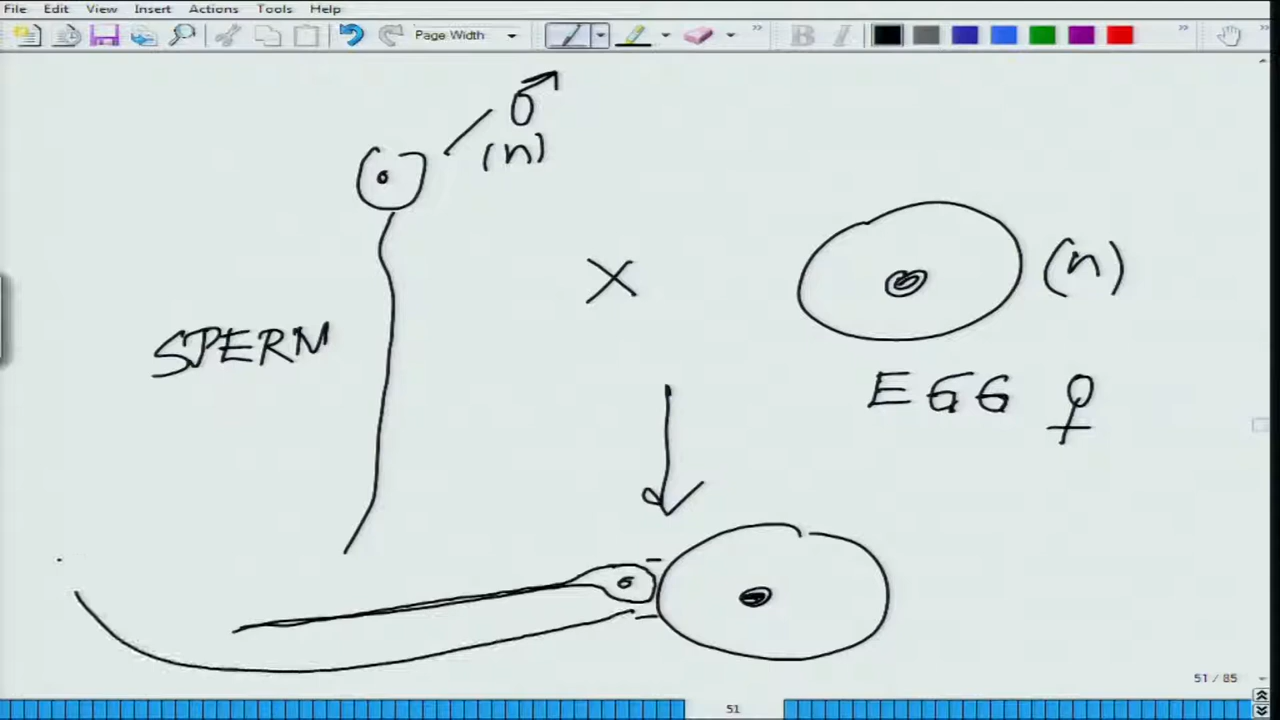 File Edit View Insert Actions Tools Help
Page Width
B I
♂
(n)
X
(n)
SPERM
EGG ♀
51 / 85
51